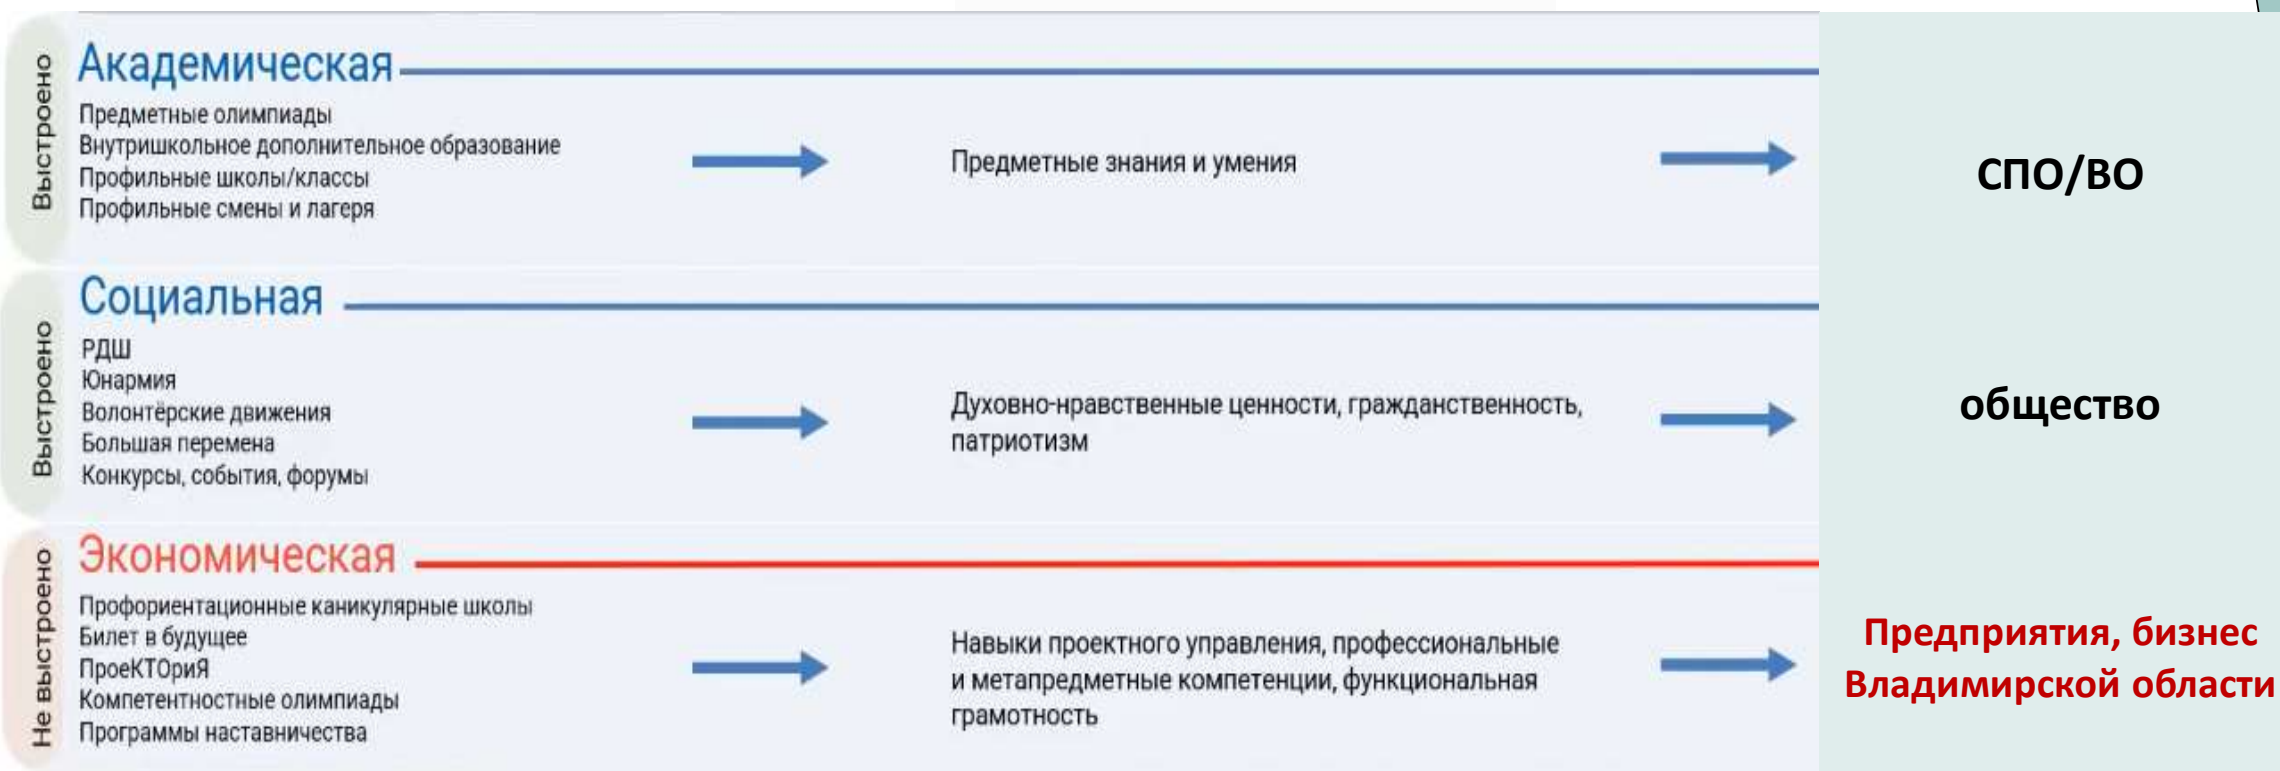 Выстроено
Академическая
Предметные олимпиады
Внутришкольное дополнительное образование
Профильные школы/классы
Профильные смены и лагеря
Предметные знания и умения
СПО/ВО
Выстроено
Социальная
РДШ
Юнармия
Волонтёрские движения
Большая перемена
Конкурсы, события, форумы
Духовно-нравственные ценности, гражданственность,
патриотизм
общество
Не выстроено
Экономическая
Профориентационные каникулярные школы
Билет в будущее
ПроеКТОриЯ
Компетентностные олимпиады
Программы наставничества
Навыки проектного управления, профессиональные
и метапредметные компетенции, функциональная
грамотность
Предприятия, бизнес
Владимирской области